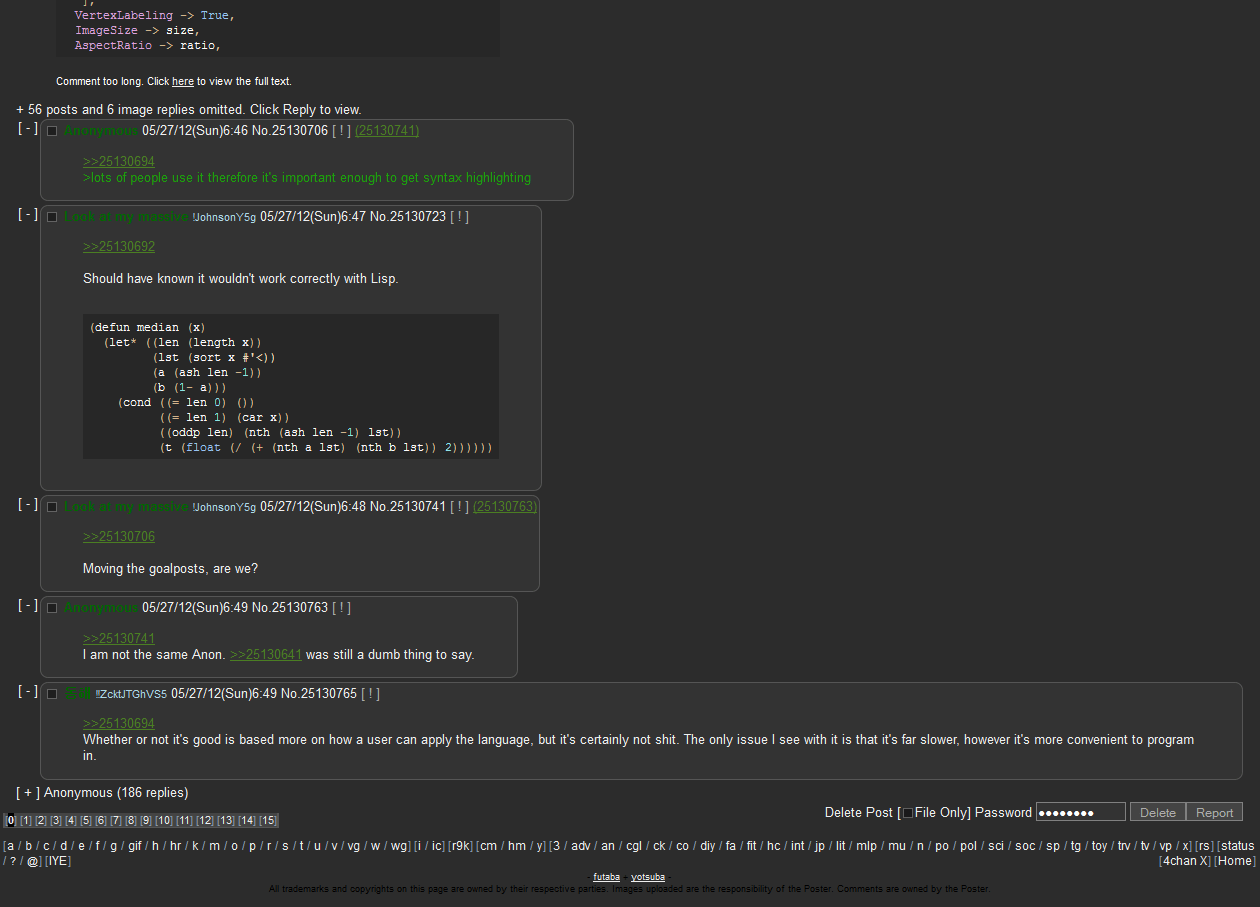 ],
VertexLabeling -> True,
ImageSize -> size,
AspectRatio -> ratio,
Comment too long. Click here to view the full text.
+ 56 posts and 6 image replies omitted. Click Reply to view.
[ - ] Anonymous 05/27/12(Sun)6:46 No.25130706 [ ! ] (25130741)
>>25130694
>lots of people use it therefore it's important enough to get syntax highlighting
[ - ] Look at my massive !JohnsonY5g 05/27/12(Sun)6:47 No.25130723 [ ! ]
>>25130692
Should have known it wouldn't work correctly with Lisp.
(defun median (x)
(let* ((len (length x))
(lst (sort x #'<))
(a (ash len -1))
(b (1- a)))
(cond ((= len 0) ())
((= len 1) (car x))
((oddp len) (nth (ash len -1) lst))
(t (float (/ (+ (nth a lst) (nth b lst)) 2))))))
[ - ] Look at my massive !JohnsonY5g 05/27/12(Sun)6:48 No.25130741 [ ! ] (25130763)
>>25130706
Moving the goalposts, are we?
[ - ] Anonymous 05/27/12(Sun)6:49 No.25130763 [ ! ]
>>25130741
I am not the same Anon. >>25130641 was still a dumb thing to say.
[ - ] !!ZcktJTGhVS5 05/27/12(Sun)6:49 No.25130765 [ ! ]
>>25130694
Whether or not it's good is based more on how a user can apply the language, but it's certainly not shit. The only issue I see with it is that it's far slower, however it's more convenient to program
in.
[ + ] Anonymous (186 replies)
Delete Post [ File Only] Password ●●●●●●●● Delete Report
[0] [1] [2] [3] [4] [5] [6] [7] [8] [9] [10] [11] [12] [13] [14] [15]
[a / b / c / d / e / f / g / gif / h / hr / k / m / o / p / r / s / t / u / v / vg / w / wg] [i / ic] [r9k] [cm / hm / y] [3 / adv / an / cgl / ck / co / diy / fa / fit / hc / int / jp / lit / mlp / mu / n / po / pol / sci / soc / sp / tg / toy / trv / tv / vp / x] [rs] [status
/ ? / @] [IYE] [4chan X] [Home]
- futaba + yotsuba -
All trademarks and copyrights on this page are owned by their respective parties. Images uploaded are the responsibility of the Poster. Comments are owned by the Poster.